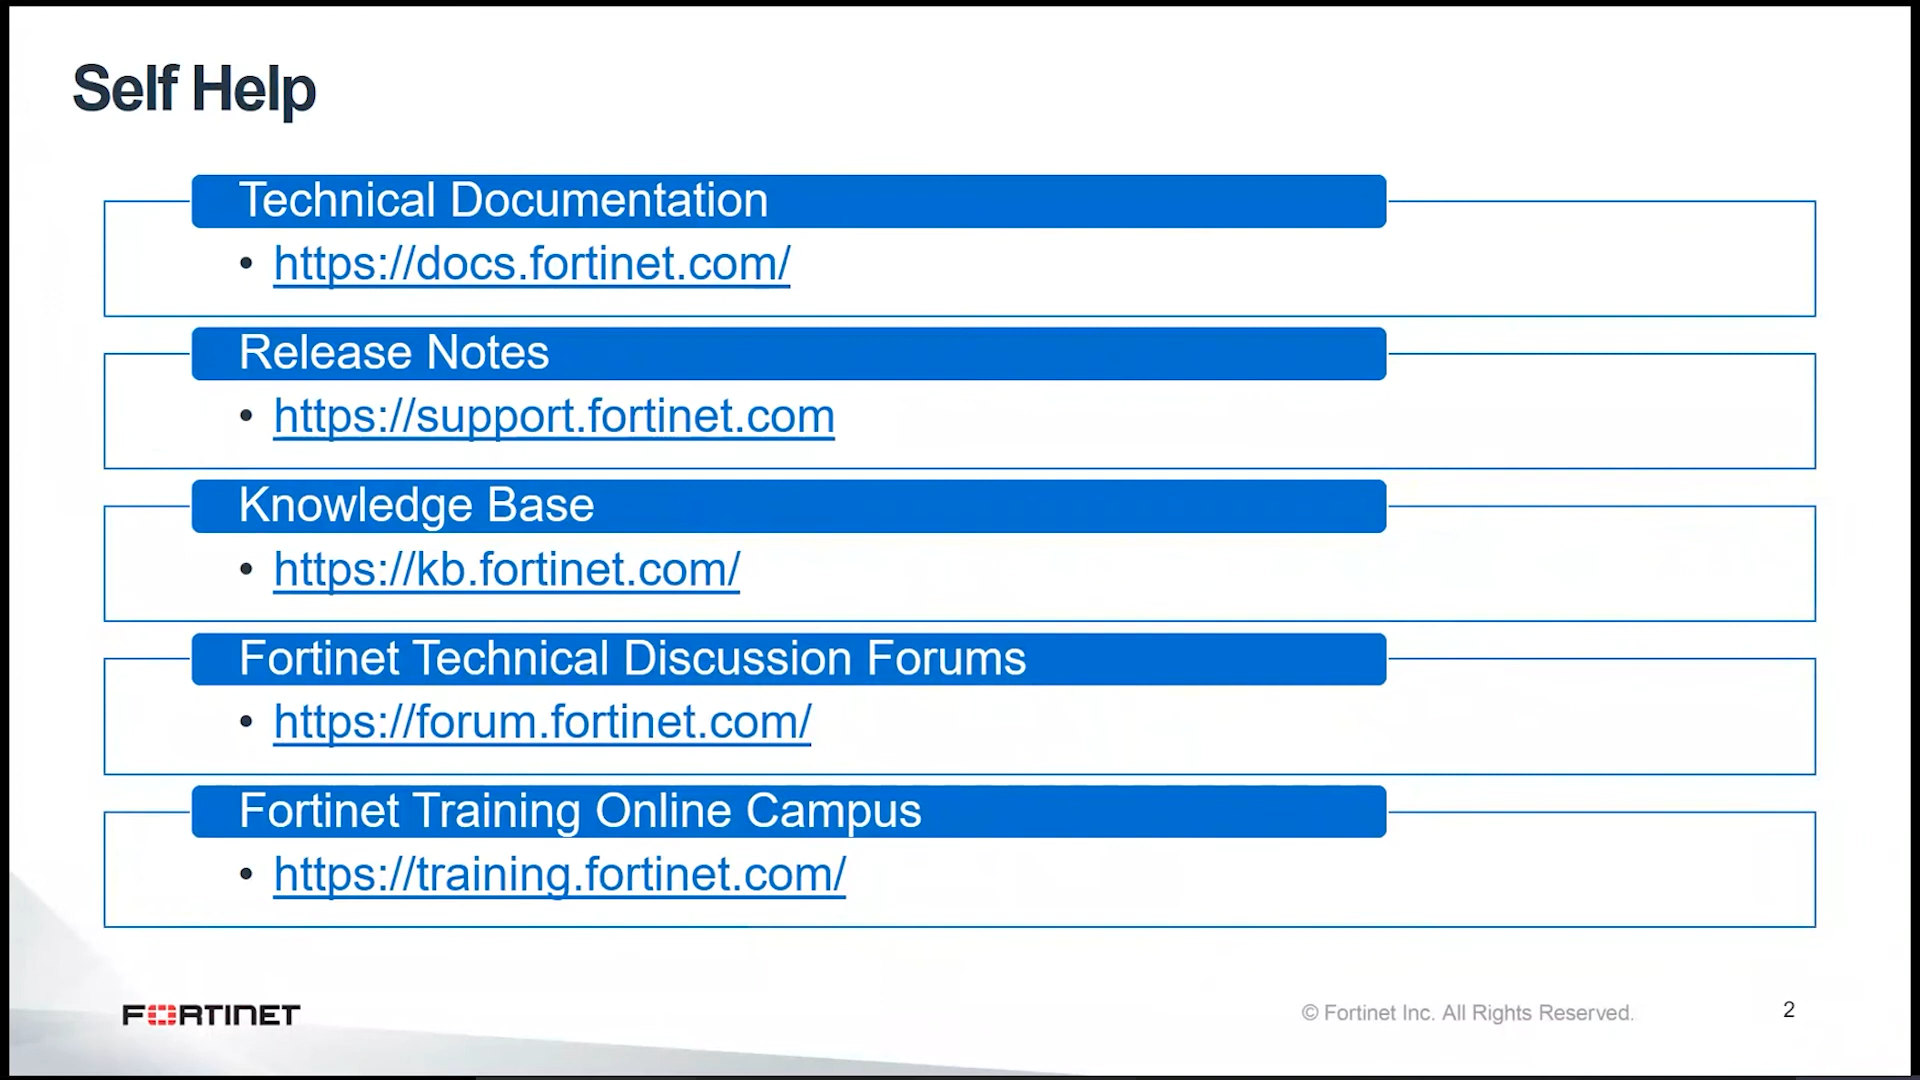 Self Help
Technical Documentation
• https://docs.fortinet.com/
Release Notes
• https://support.fortinet.com
Knowledge Base
• https://kb.fortinet.com/
Fortinet Technical Discussion Forums
• https://forum.fortinet.com/
Fortinet Training Online Campus
• https://training.fortinet.com/
FORTINET
© Fortinet Inc. All Rights Reserved.
2